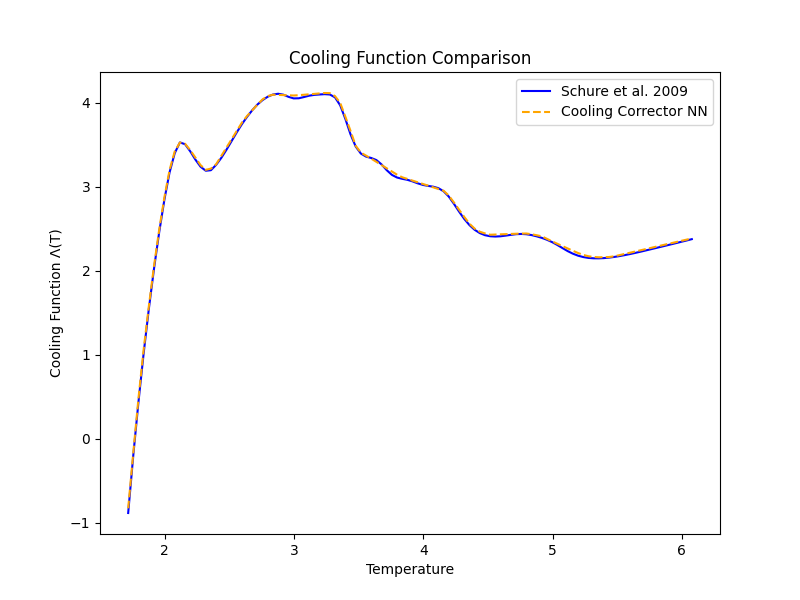 Cooling Function Comparison
Schure et al. 2009
Cooling Corrector NN
Cooling Function Λ(T)
4
3
2
1
0
−1
2
3
4
5
6
Temperature